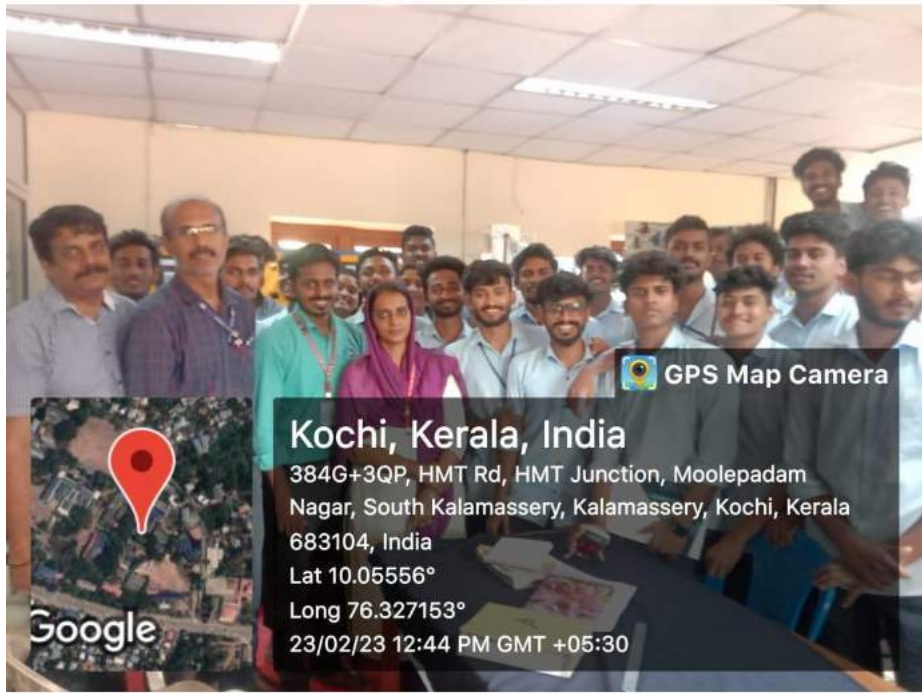 GPS Map Camera
Kochi, Kerala, India
384G+3QP, HMT Rd, HMT Junction, Moolepadam
Nagar, South Kalamassery, Kalamassery, Kochi, Kerala
683104, India
Lat 10.05556°
Long 76.327153°
23/02/23 12:44 PM GMT +05:30
Google